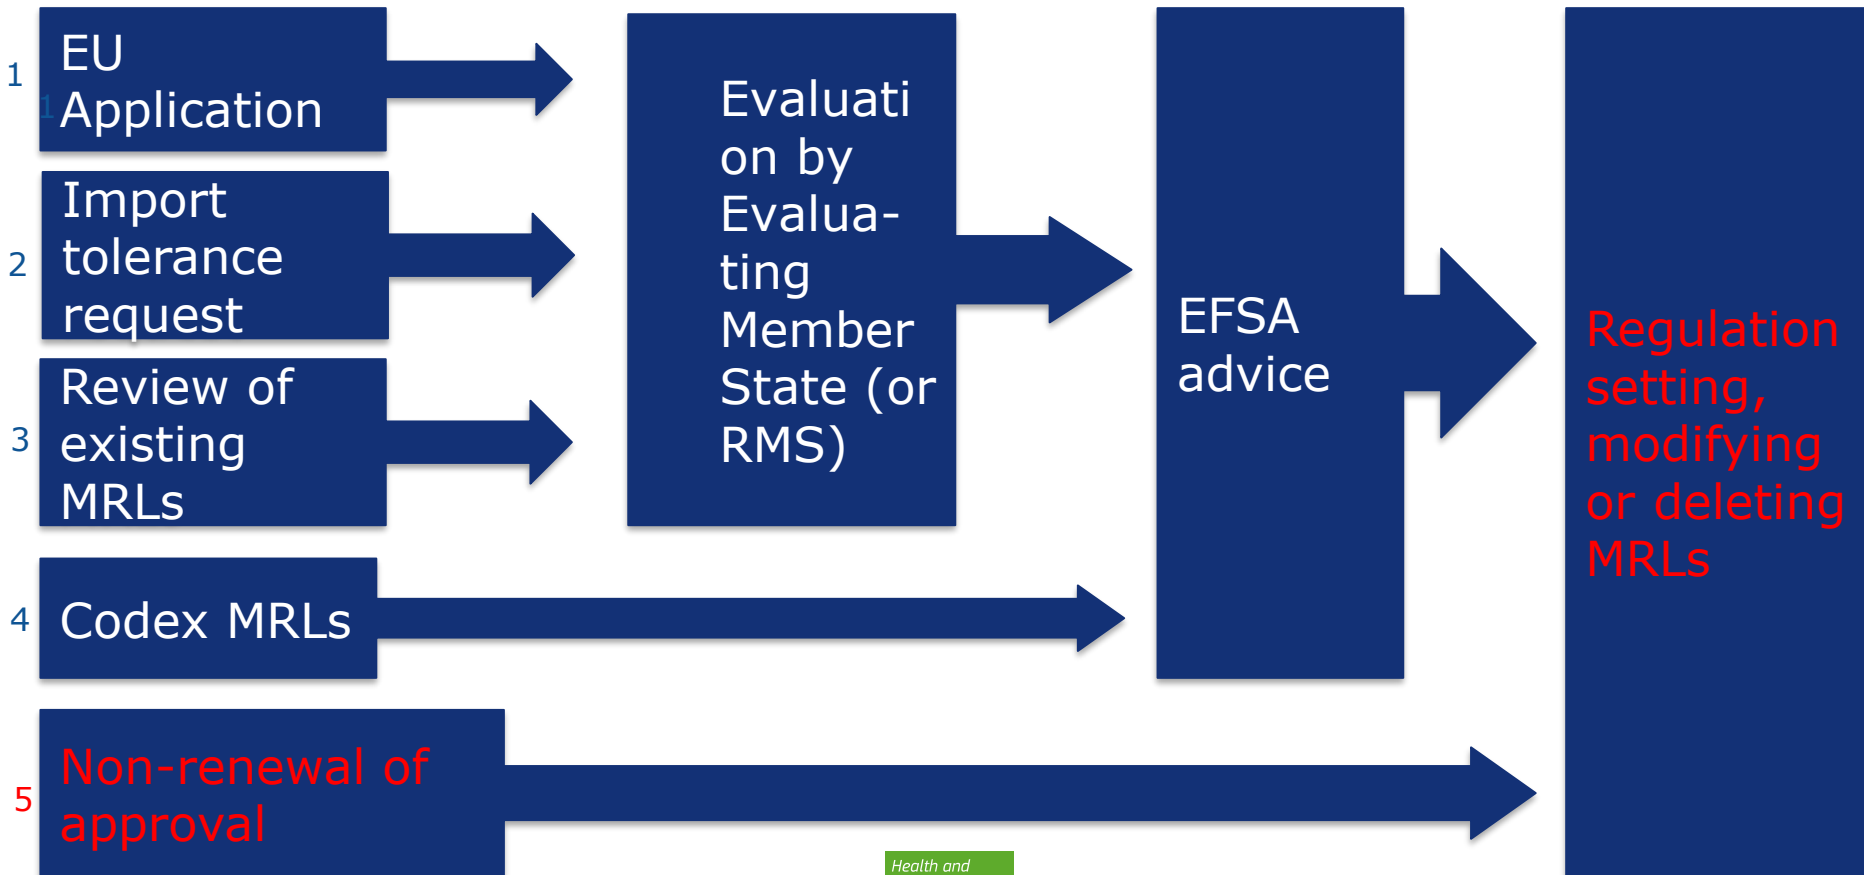 1
EU
1
Application
2
Import
tolerance
request
3
Review of
existing
MRLs
Evaluati
on by
Evalua-
ting
Member
State (or
RMS)
4
Codex MRLs
EFSA
advice
5
Non-renewal of
approval
Regulation
setting,
modifying
or deleting
MRLs
Health and